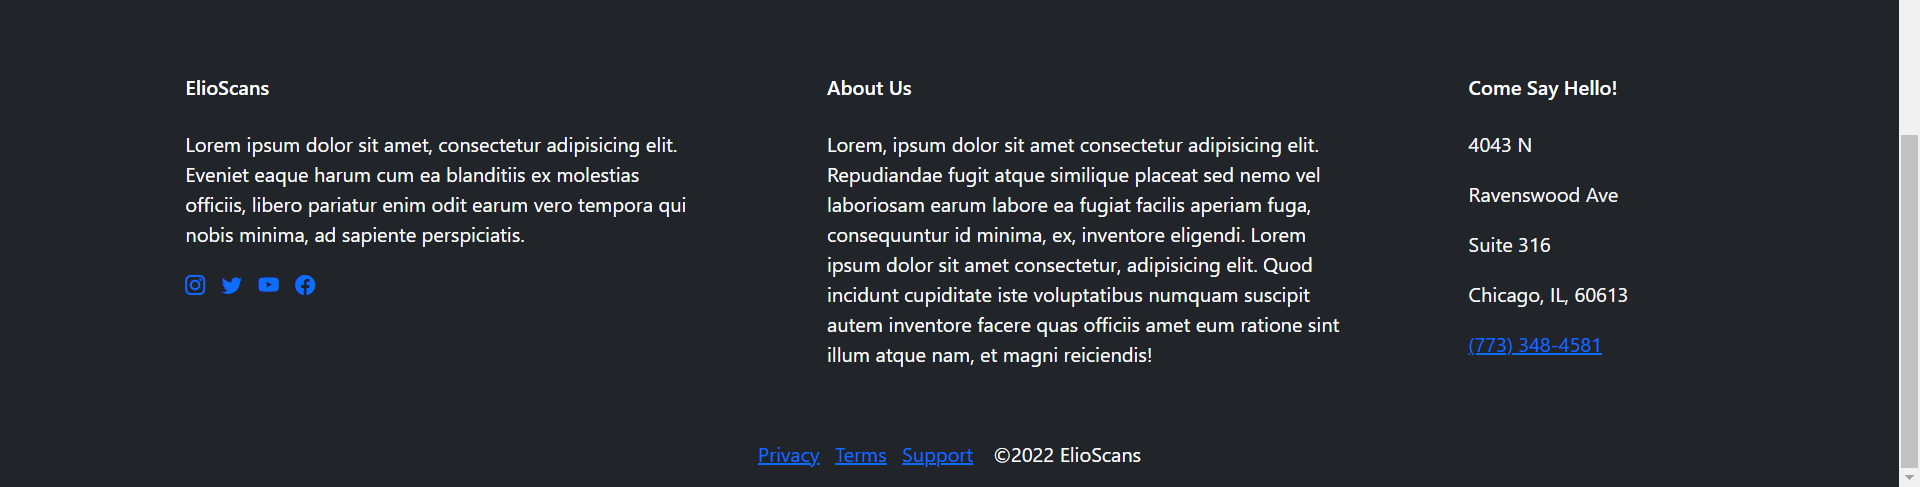 ElioScans
Lorem ipsum dolor sit amet, consectetur adipisicing elit.
Eveniet eaque harum cum ea blanditiis ex molestias
officiis, libero pariatur enim odit earum vero tempora qui
nobis minima, ad sapiente perspiciatis.
About Us
Lorem, ipsum dolor sit amet consectetur adipisicing elit.
Repudiandae fugit atque similique placeat sed nemo vel
laboriosam earum labore ea fugiat facilis aperiam fuga,
consequuntur id minima, ex, inventore eligendi. Lorem
ipsum dolor sit amet consectetur, adipisicing elit. Quod
incidunt cupiditate iste voluptatibus numquam suscipit
autem inventore facere quas officiis amet eum ratione sint
illum atque nam, et magni reiciendis!
Come Say Hello!
4043 N
Ravenswood Ave
Suite 316
Chicago, IL, 60613
(773) 348-4581
Privacy Terms Support ©2022 ElioScans